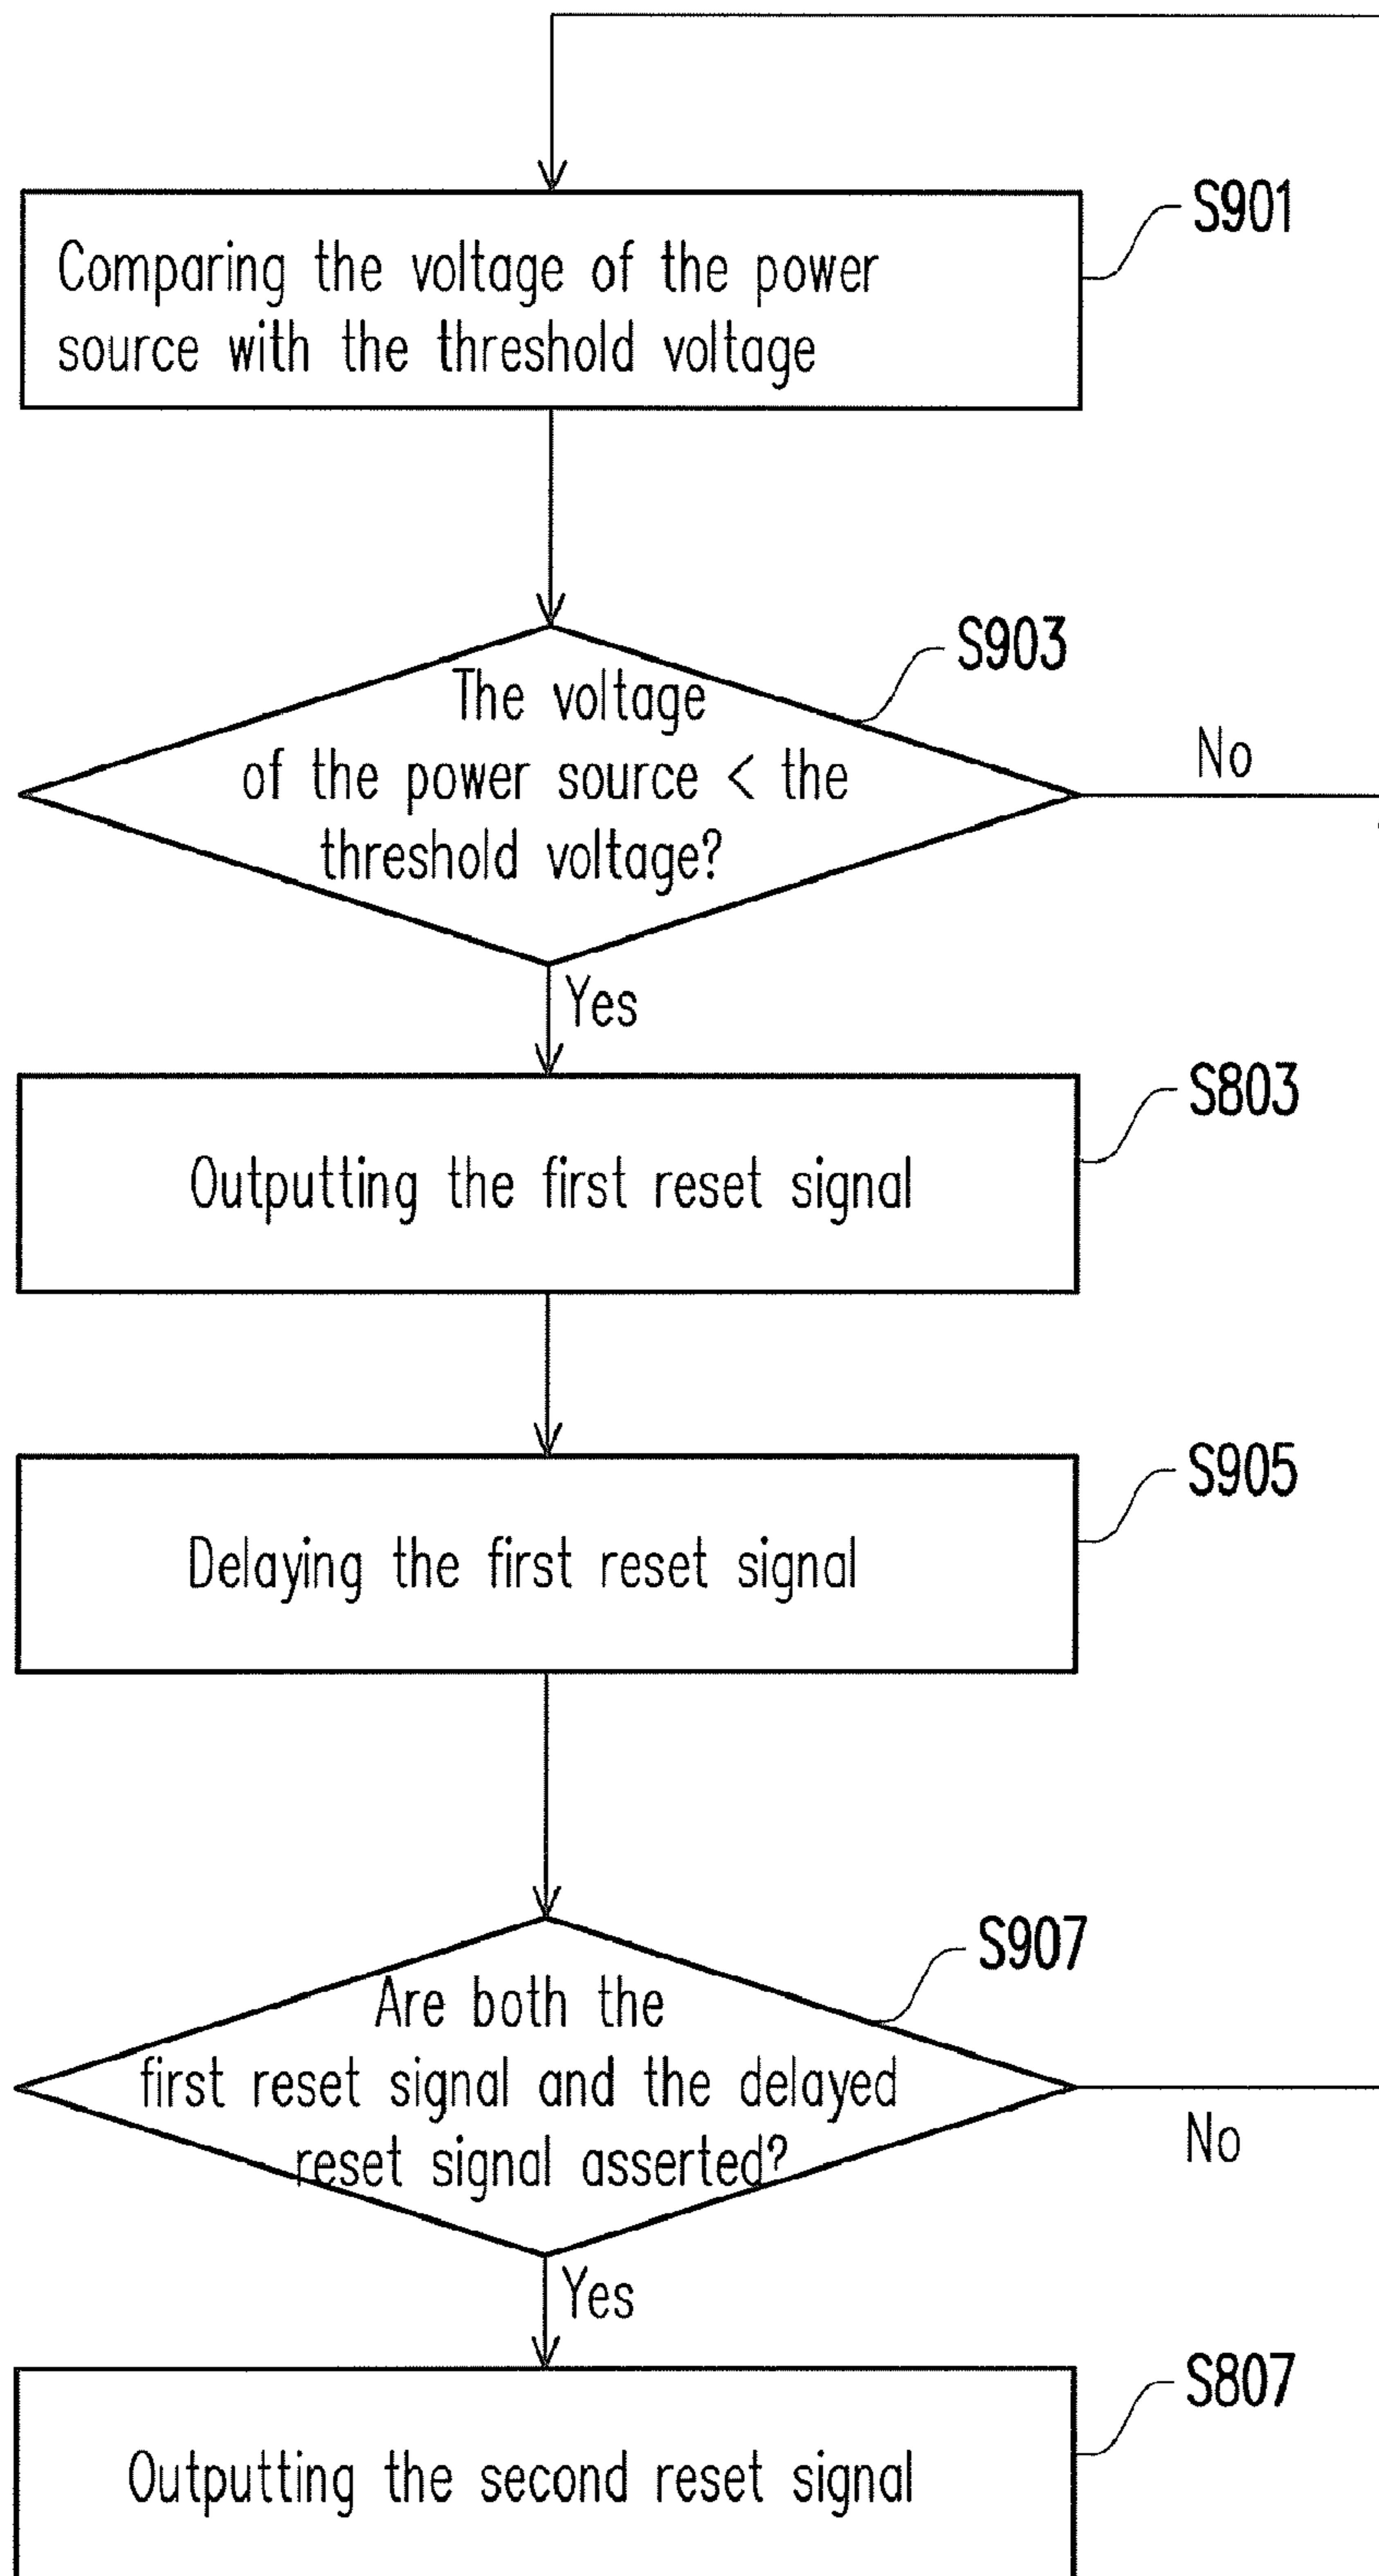 S901
Comparing the voltage of the power
source with the threshold voltage
S903
The voltage
of the power source < the
threshold voltage?
No
Yes
S803
Outputting the first reset signal
S905
Delaying the first reset signal
S907
Are both the
first reset signal and the delayed
reset signal asserted?
No
Yes
S807
Outputting the second reset signal